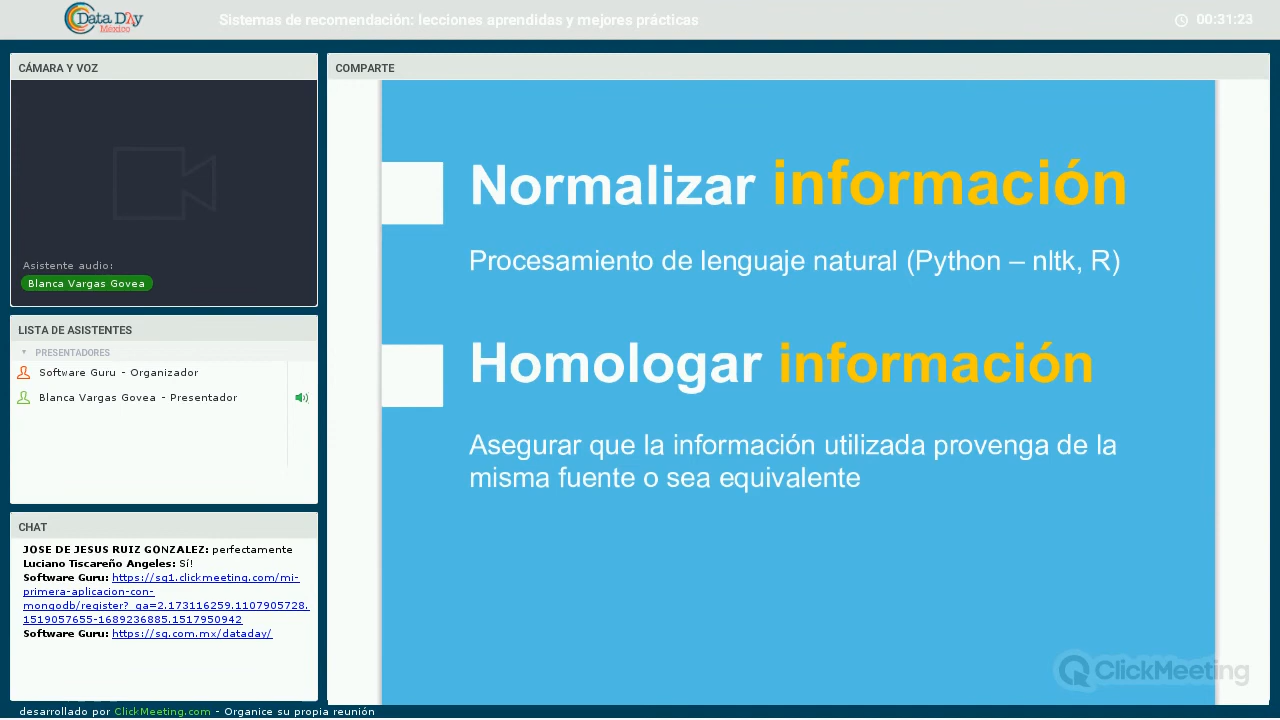 Data Day
México
Sistemas de recomendación: lecciones aprendidas y mejores prácticas
00:31:23
CÁMARA Y VOZ
Asistente audio:
Blanca Vargas Govea
LISTA DE ASISTENTES
PRESENTADORES
Software Guru - Organizador
Blanca Vargas Govea - Presentador
CHAT
JOSE DE JESUS RUIZ GONZALEZ: perfectamente
Luciano Tiscareño Angeles: Sí!
Software Guru: https://sg1.clickmeeting.com/mi-
primera-aplicacion-con-
mongodb/register?_ga=2.173116259.1107905728.
1519057655-1689236885.1517950942
Software Guru: https://sg.com.mx/dataday/
COMPARTE
Normalizar información
Procesamiento de lenguaje natural (Python – nltk, R)
Homologar información
Asegurar que la información utilizada provenga de la
misma fuente o sea equivalente
ClickMeeting
desarrollado por ClickMeeting.com - Organice su propia reunión